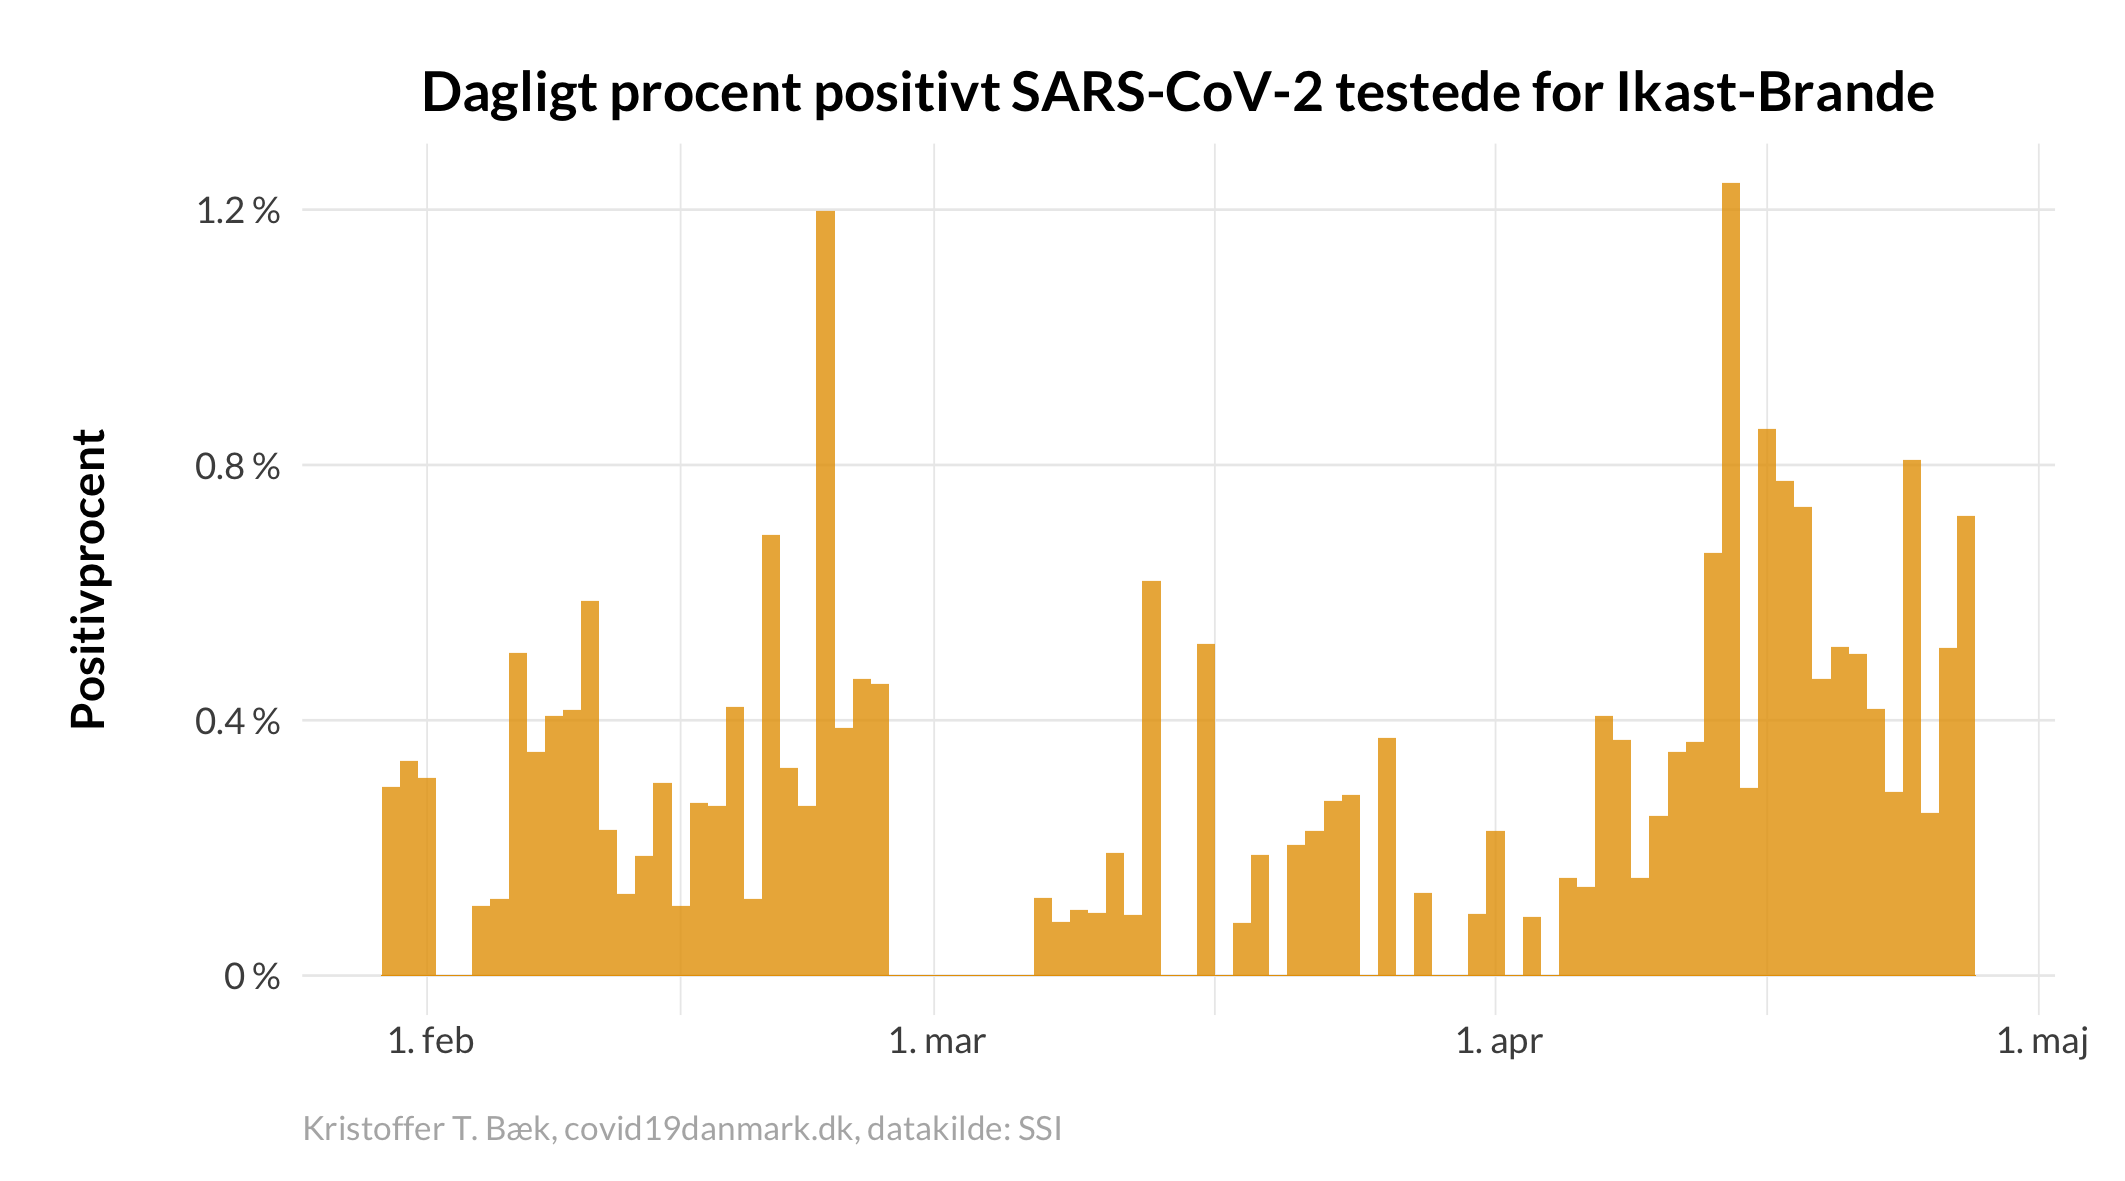 Dagligt procent positivt SARS-CoV-2 testede for Ikast-Brande
Positivprocent
1.2 %
0.8 %
0.4 %
0 %
1. feb
1. mar
1. apr
1. maj
Kristoffer T. Bæk, covid19danmark.dk, datakilde: SSI